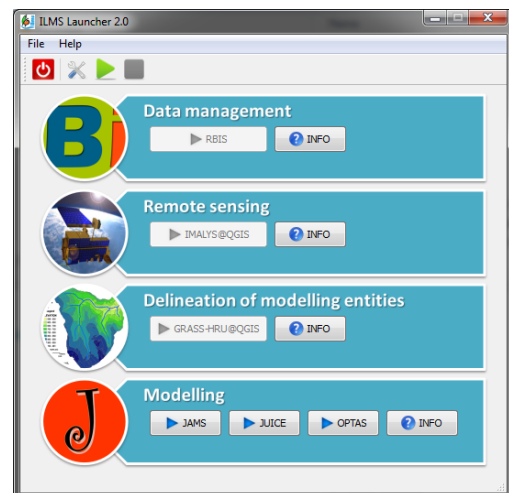 ILMS Launcher 2.0
File Help
Data management
RBIS INFO
Remote sensing
IMALYS@QGIS INFO
Delineation of modelling entities
GRASS-HRU@QGIS INFO
Modelling
JAMS JUICE OPTAS INFO